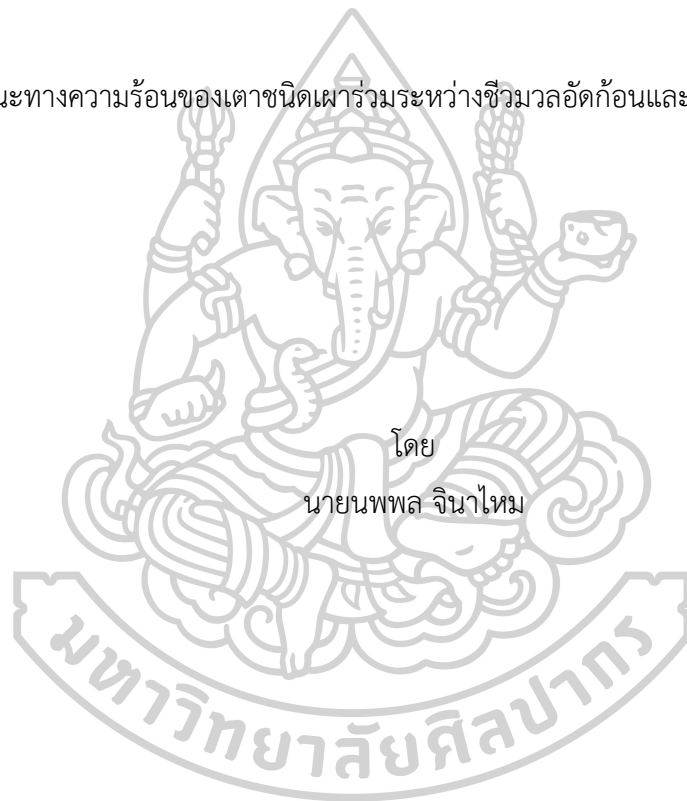 ทางความร้อนของเตาชนิดเผาร่วมระหว่างชีวมวลอัดก้อนและ
โดย
นายนพพล จินาไหม
มหาวิทยาลัยศิลปากร